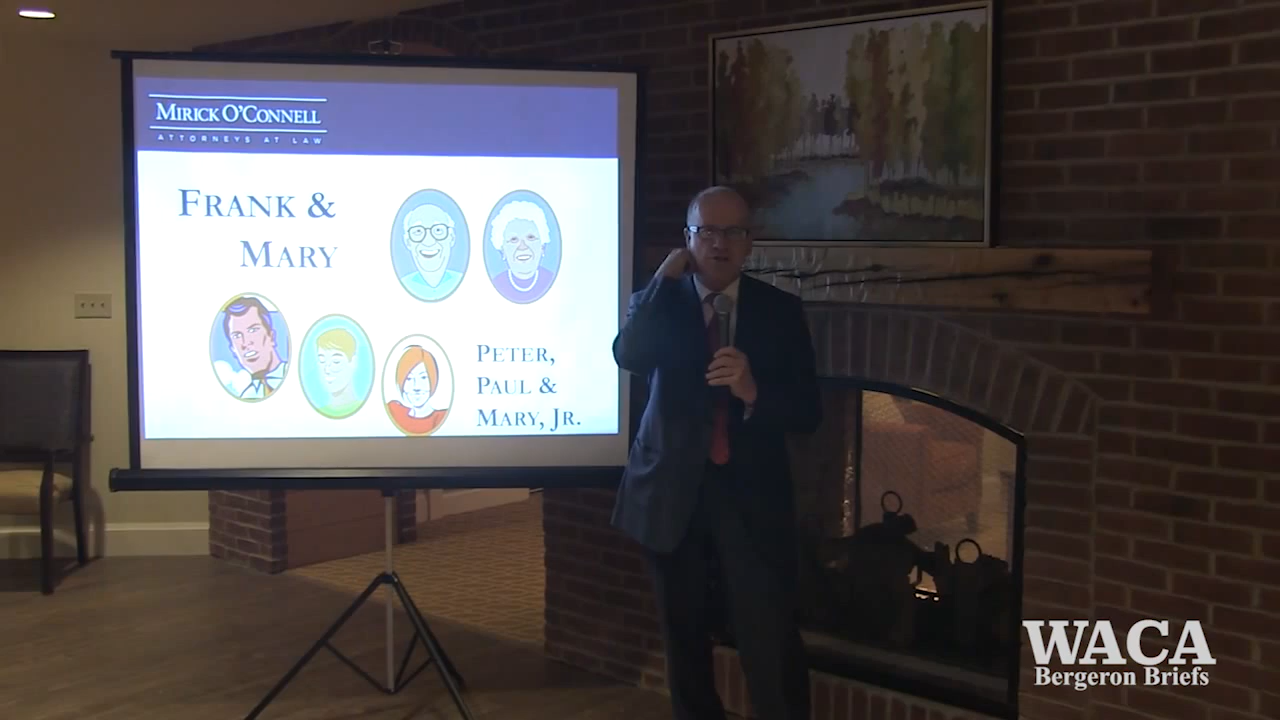 MIRICK O'CONNELL
ATTORNEYS AT LAW
FRANK &
MARY
PETER,
PAUL &
MARY, JR.
WACA
Bergeron Briefs